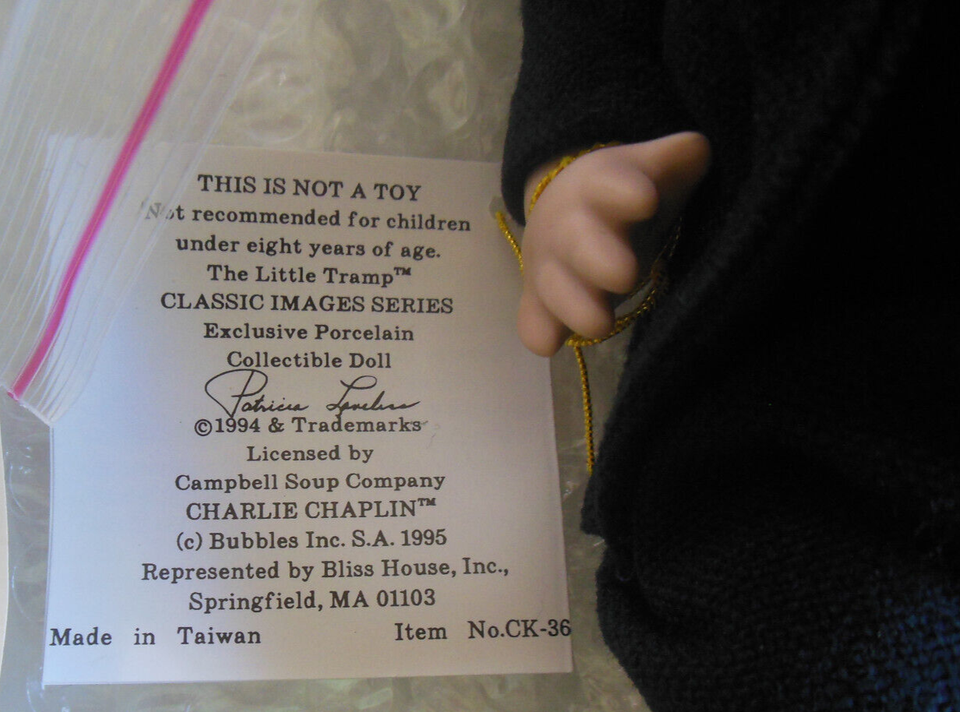 THIS IS NOT A TOY
Not recommended for children
under eight years of age.
The Little Tramp™
CLASSIC IMAGES SERIES
Exclusive Porcelain
Collectible Doll
Patricia Loveless
©1994 & Trademarks
Licensed by
Campbell Soup Company
CHARLIE CHAPLIN™
(c) Bubbles Inc. S.A. 1995
Represented by Bliss House, Inc.,
Springfield, MA 01103
Made in Taiwan Item No.CK-36